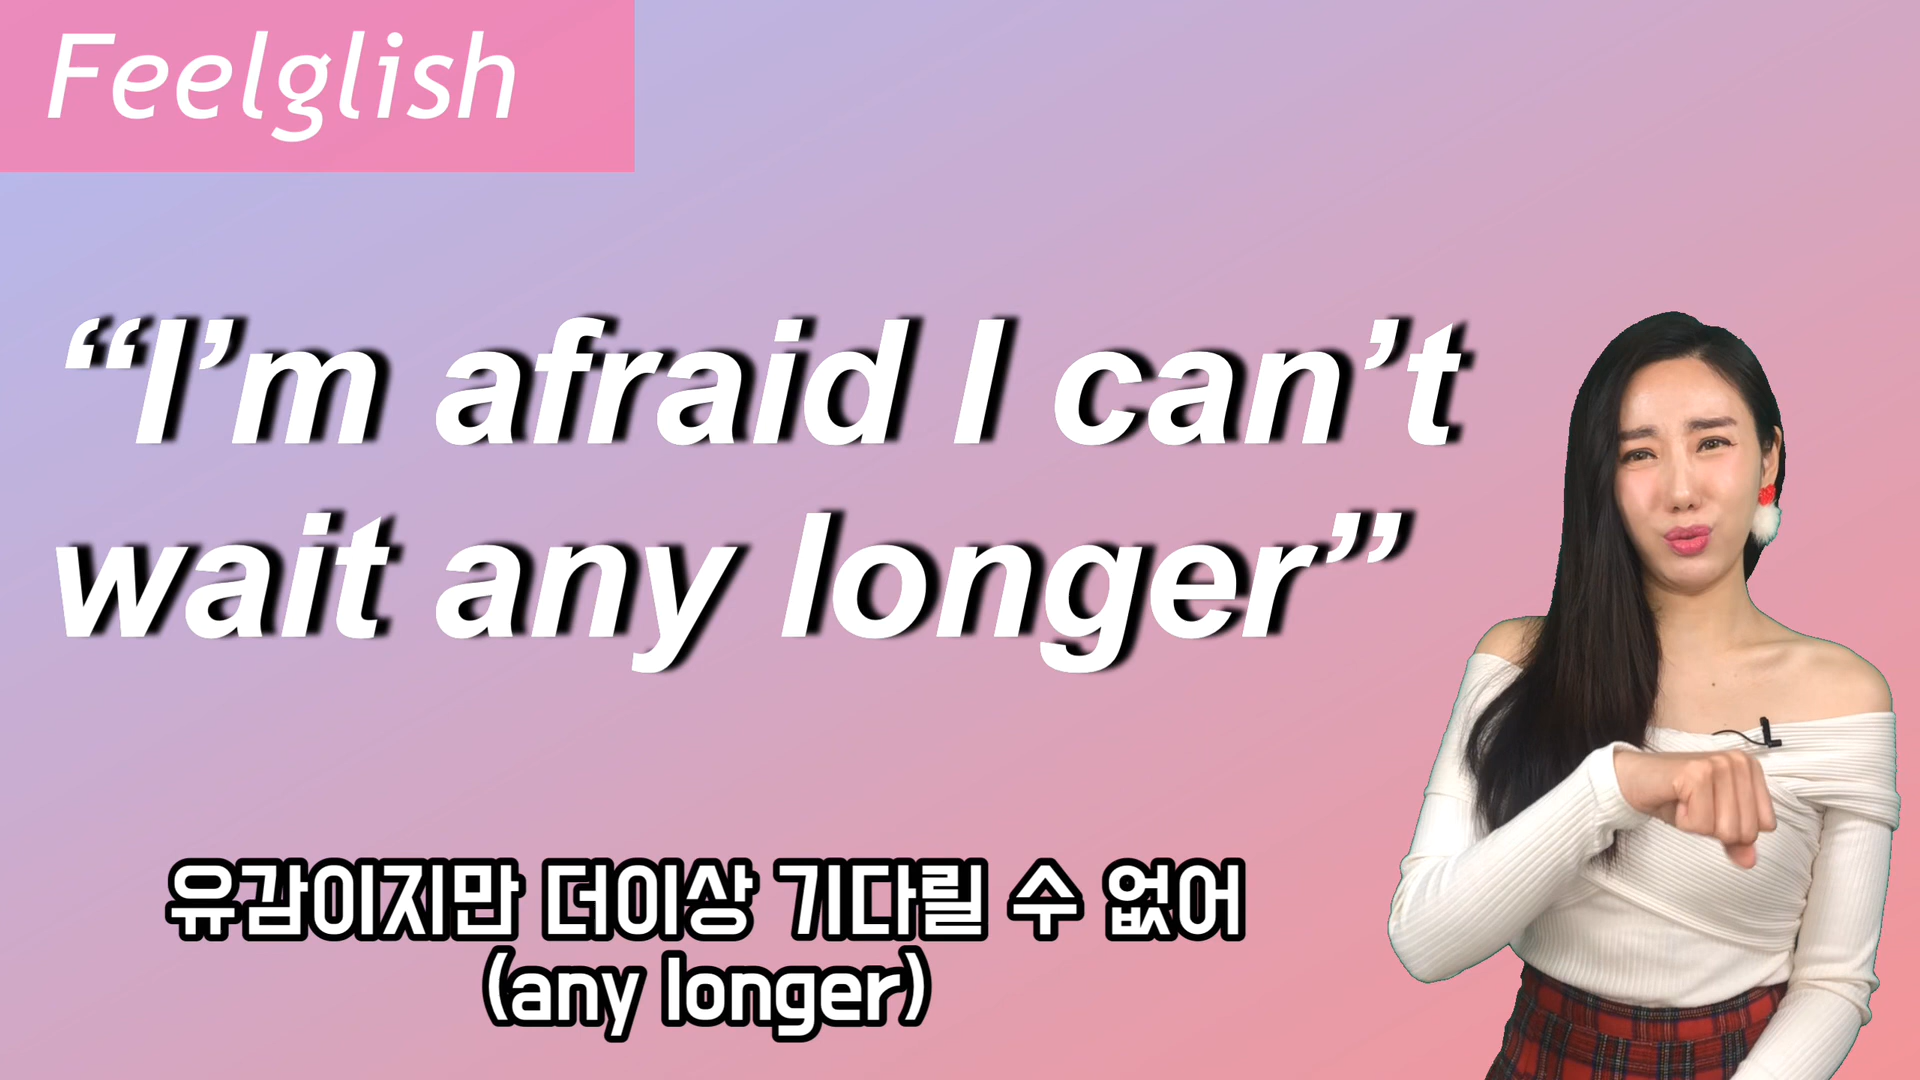 Feelglish
“I’m afraid I can’t
wait any longer”
유감이지만 더이상 기다릴 수 없어
(any longer)